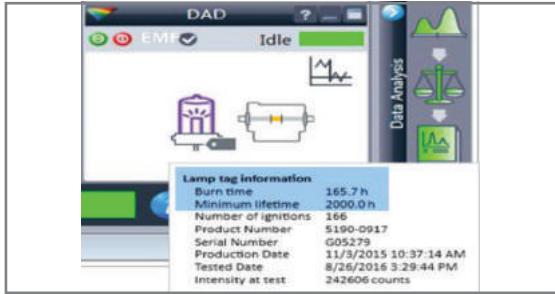 DAD
?
EMF
Idle
Data Analysis
Lamp tag information
Burn time 165.7 h
Minimum lifetime 2000.0 h
Number of ignitions 166
Product Number 5190-0917
Serial Number G05279
Production Date 11/3/2015 10:37:14 AM
Tested Date 8/26/2016 3:29:44 PM
Intensity at test 242606 counts